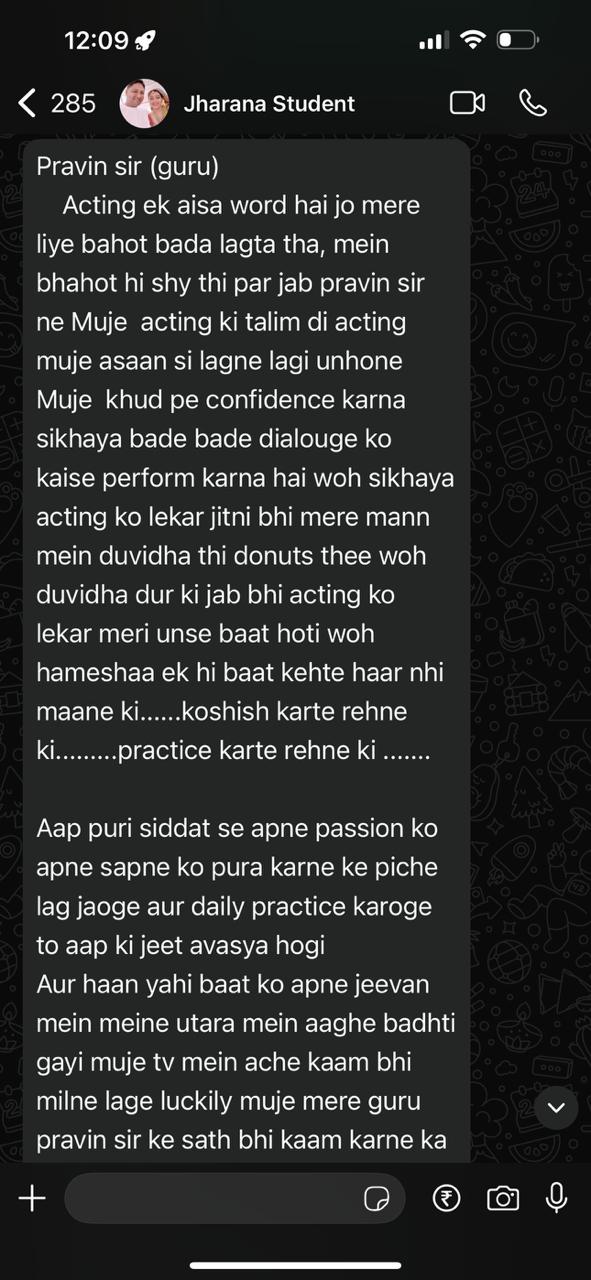 12:09
285 Jharana Student
Pravin sir (guru)
Acting ek aisa word hai jo mere
liye bahot bada lagta tha, mein
bhahot hi shy thi par jab pravin sir
ne Muje  acting ki talim di acting
muje asaan si lagne lagi unhone
Muje  khud pe confidence karna
sikhaya bade bade dialouge ko
kaise perform karna hai woh sikhaya
acting ko lekar jitni bhi mere mann
mein duvidha thi donuts thee woh
duvidha dur ki jab bhi acting ko
lekar meri unse baat hoti woh
hameshaa ek hi baat kehte haar nhi
maane ki......koshish karte rehne
ki.........practice karte rehne ki .......
Aap puri siddat se apne passion ko
apne sapne ko pura karne ke piche
lag jaoge aur daily practice karoge
to aap ki jeet avasya hogi
Aur haan yahi baat ko apne jeevan
mein meine utara mein aaghe badhti
gayi muje tv mein ache kaam bhi
milne lage luckily muje mere guru
pravin sir ke sath bhi kaam karne ka